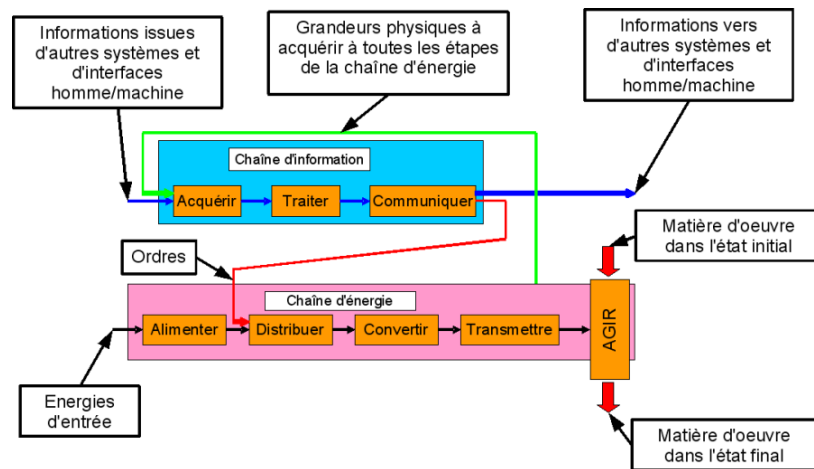 Informations issues
d'autres systèmes et
d'interfaces
homme/machine
Grandeurs physiques à
acquérir à toutes les étapes
de la chaîne d'énergie
Informations vers
d'autres systèmes et
d'interfaces
homme/machine
Chaîne d'information
Acquérir
Traiter
Communiquer
Ordres
Matière d'oeuvre
dans l'état initial
Chaîne d'énergie
Alimenter
Distribuer
Convertir
Transmettre
AGIR
Energies
d'entrée
Matière d'oeuvre
dans l'état final